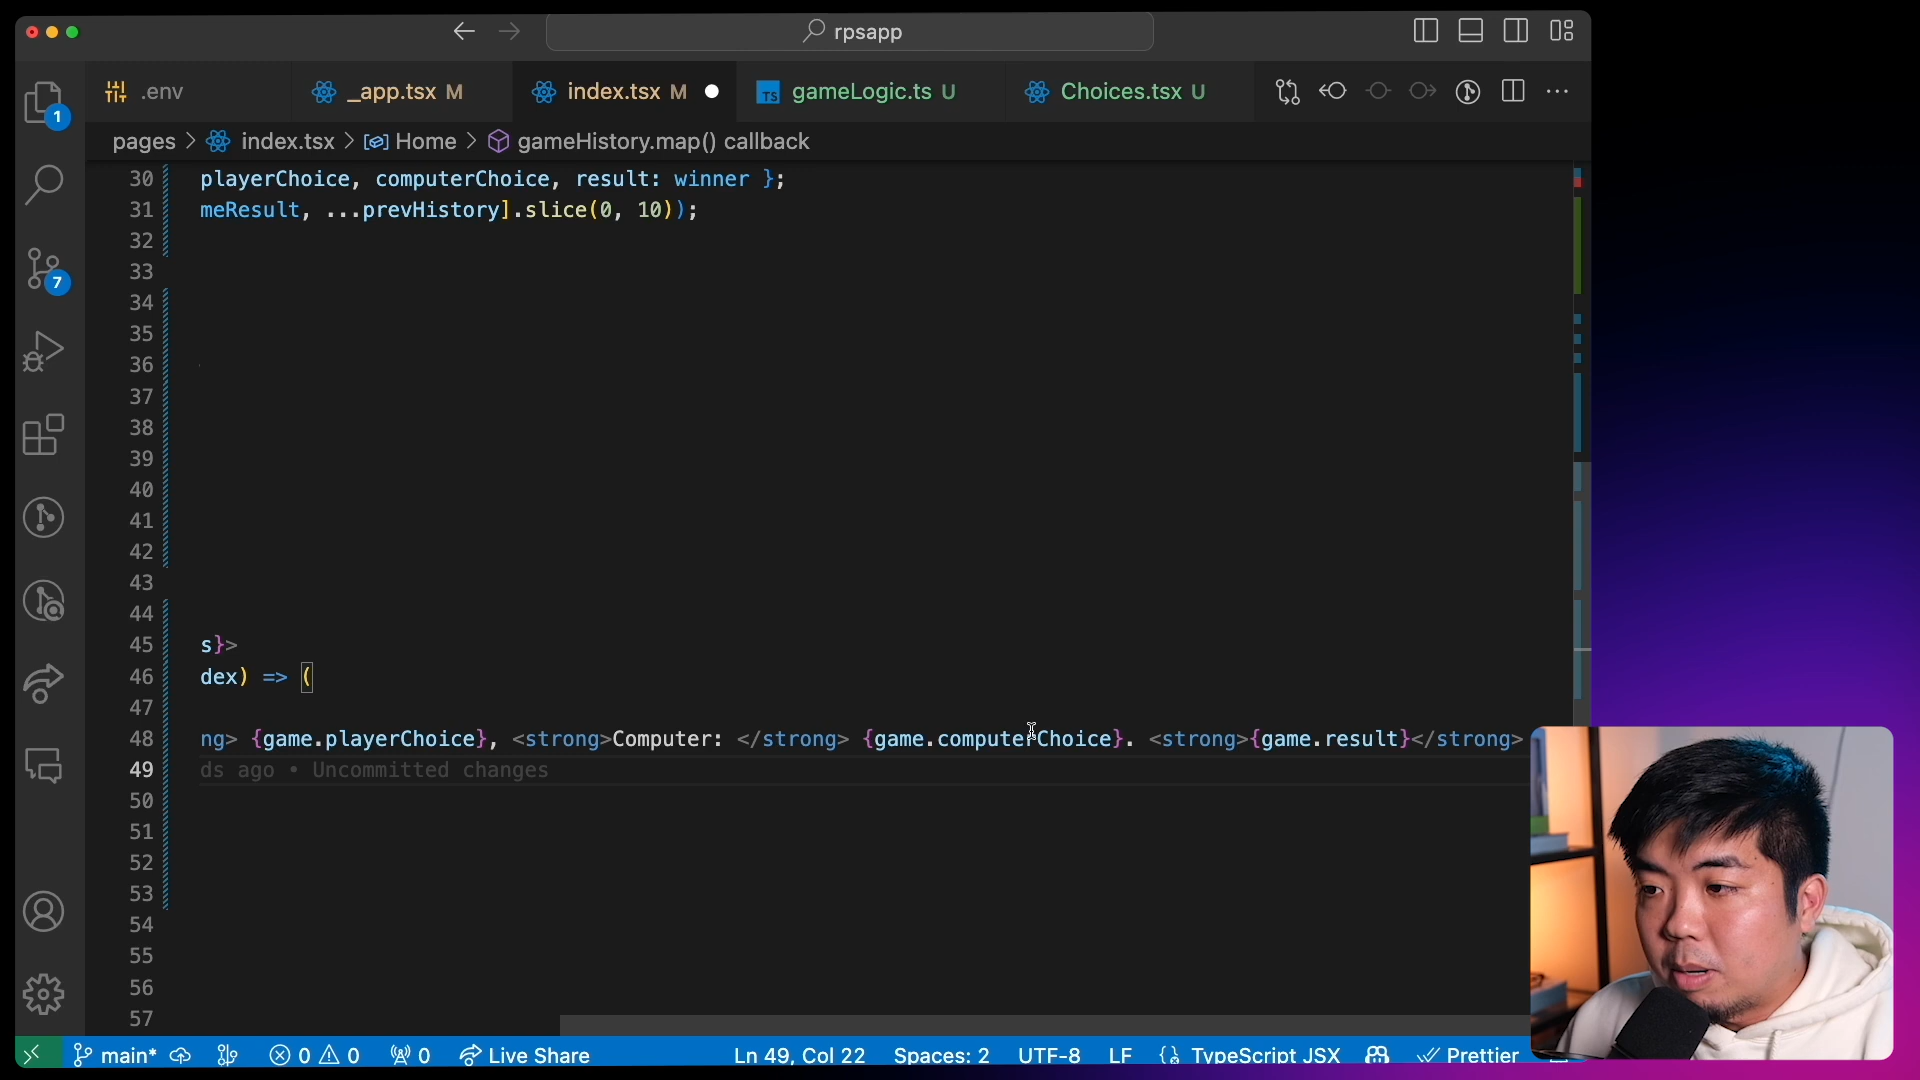 rpsapp
.env
_app.tsx M
index.tsx M
gameLogic.ts U
Choices.tsx U
pages > index.tsx > Home > gameHistory.map() callback
30 playerChoice, computerChoice, result: winner };
31 meResult, ...prevHistory].slice(0, 10));
32
33
34
35
36
37
38
39
40
41
42
43
44
45 s}>
46 dex) => (
47
48 ng> {game.playerChoice}, <strong>Computer: </strong> {game.computerChoice}. <strong>{game.result}</strong>
49 ds ago • Uncommitted changes
50
51
52
53
54
55
56
57
1
7
main* 0 0 0 Live Share Ln 49, Col 22 Spaces: 2 UTF-8 LF TypeScript JSX Prettier